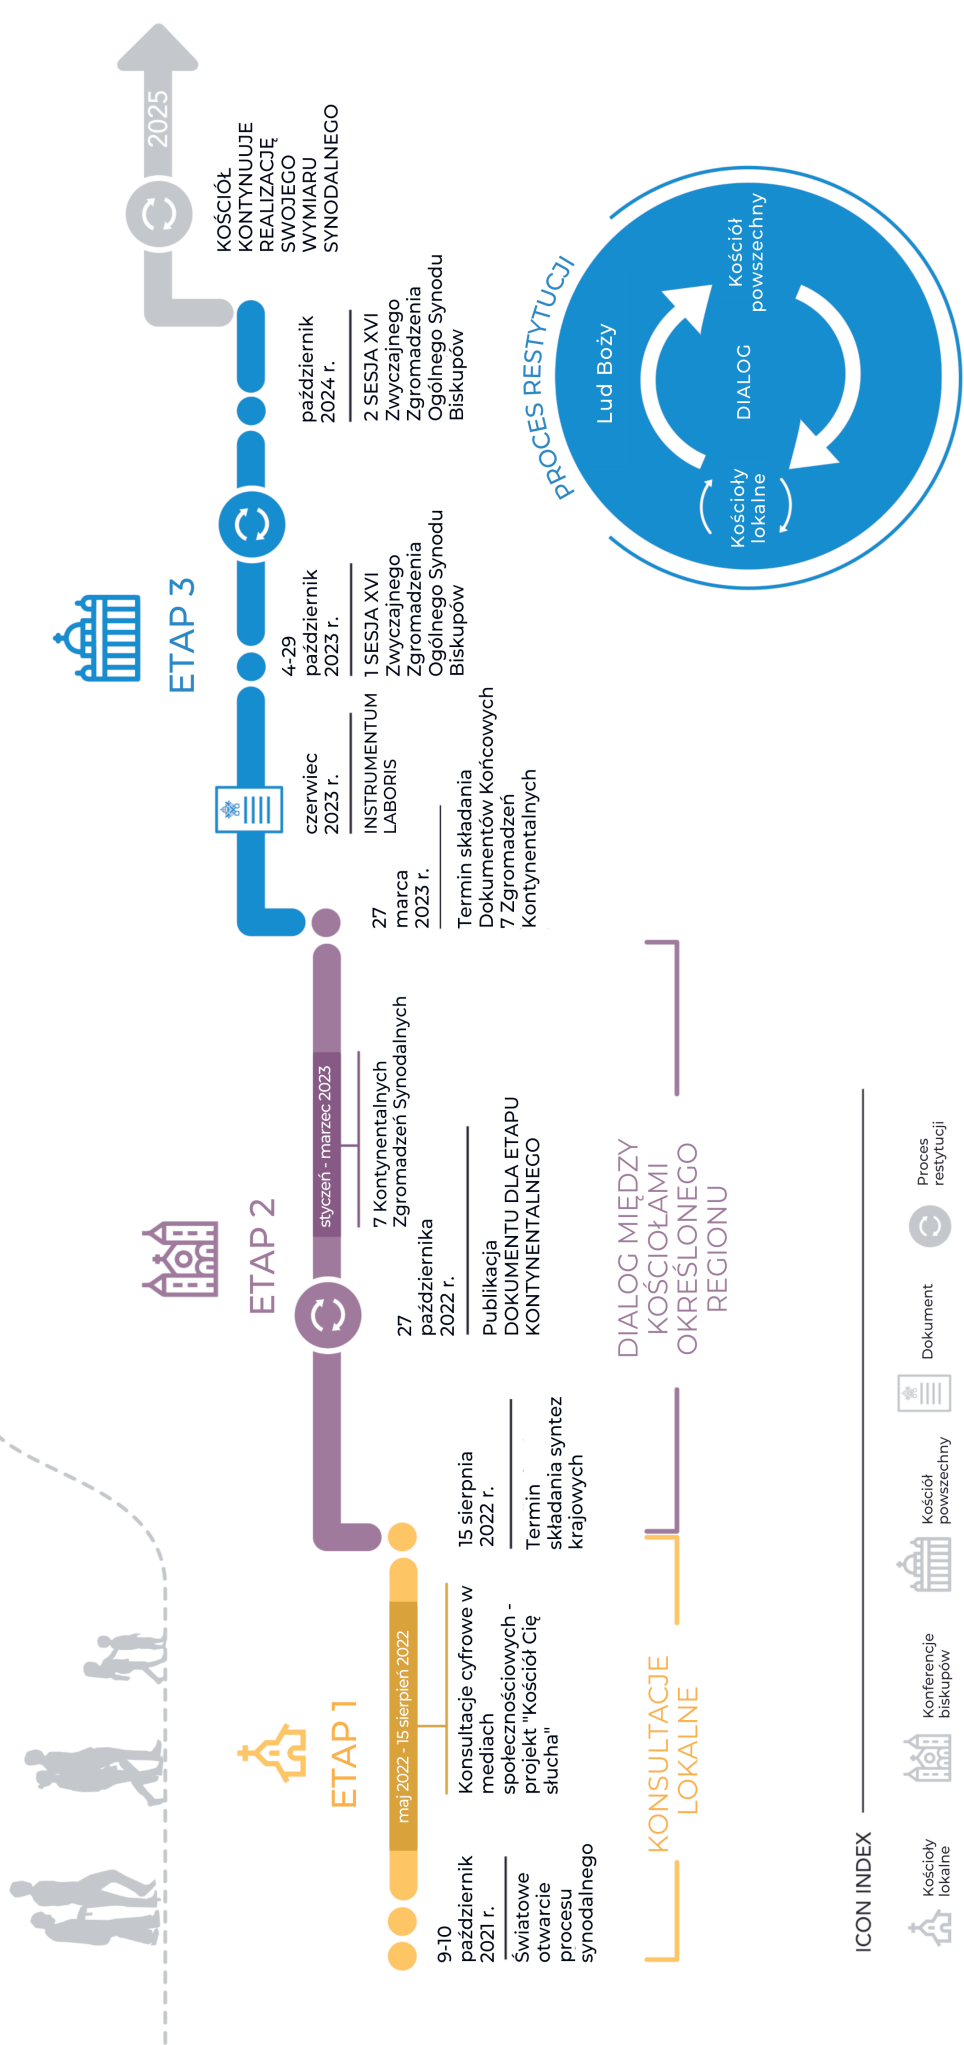 ETAP 1
maj 2022 - 15 sierpień 2022
9-10
październik
2021 r.
Światowe
otwarcie
procesu
synodalnego
Konsultacje cyfrowe w
mediach
społecznościowych -
projekt "Kościół Cię
słucha"
KONSULTACJE
LOKALNE
15 sierpnia
2022 r.
Termin
składania syntez
krajowych
ETAP 2
styczeń - marzec 2023
27
października
2022 r.
Publikacja
DOKUMENTU DLA ETAPU
KONTYNENTALNEGO
7 Kontynentalnych
Zgromadzeń Synodalnych
DIALOG MIĘDZY
KOŚCIOŁAMI
OKREŚLONEGO
REGIONU
27
marca
2023 r.
Termin składania
Dokumentów Końcowych
7 Zgromadzeń
Kontynentalnych
ETAP 3
czerwiec
2023 r.
INSTRUMENTUM
LABORIS
4-29
październik
2023 r.
1 SESJA XVI
Zwyczajnego
Zgromadzenia
Ogólnego Synodu
Biskupów
październik
2024 r.
2 SESJA XVI
Zwyczajnego
Zgromadzenia
Ogólnego Synodu
Biskupów
2025
KOŚCIÓŁ
KONTYNUUJE
REALIZACJĘ
SWOJEGO
WYMIARU
SYNODALNEGO
PROCES RESTYTUCJI
Lud Boży
Kościoły
lokalne
DIALOG
Kościół
powszechny
ICON INDEX
Kościoły
lokalne
Konferencje
biskupów
Kościół
powszechny
Dokument
Proces
restytucji